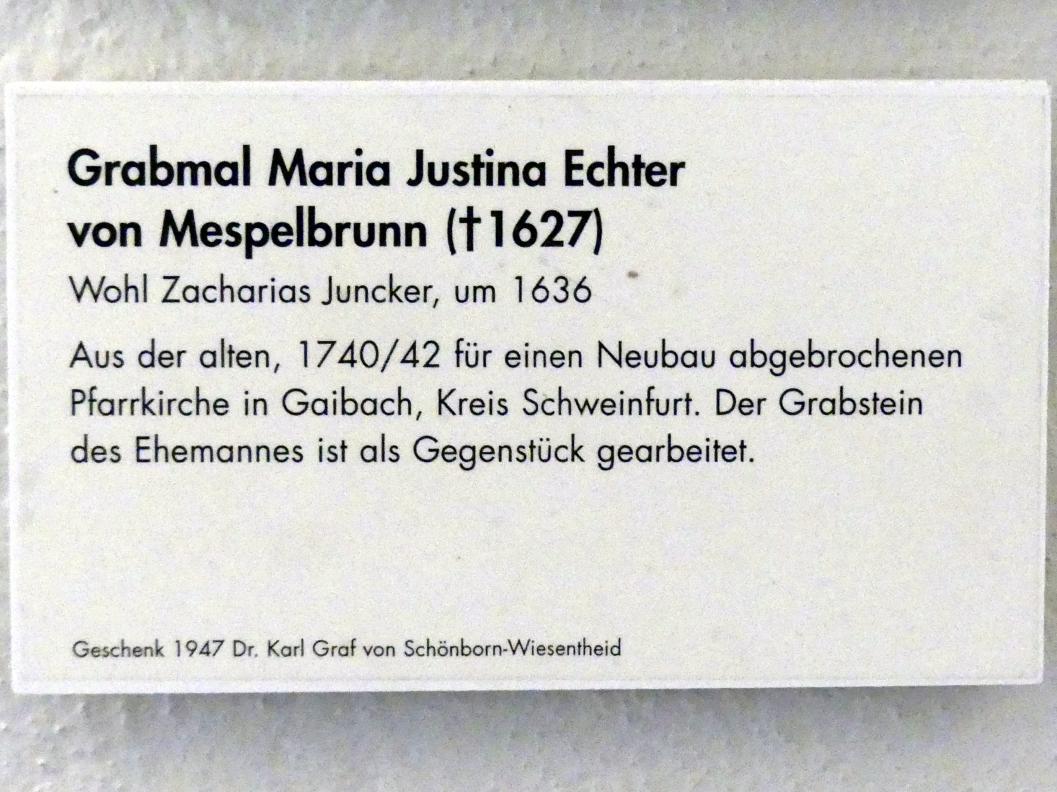 Grabmal Maria Justina Echter
von Mespelbrunn (†1627)
Wohl Zacharias Juncker, um 1636
Aus der alten, 1740/42 für einen Neubau abgebrochenen
Pfarrkirche in Gaibach, Kreis Schweinfurt. Der Grabstein
des Ehemannes ist als Gegenstück gearbeitet.
Geschenk 1947 Dr. Karl Graf von Schönborn-Wiesentheid